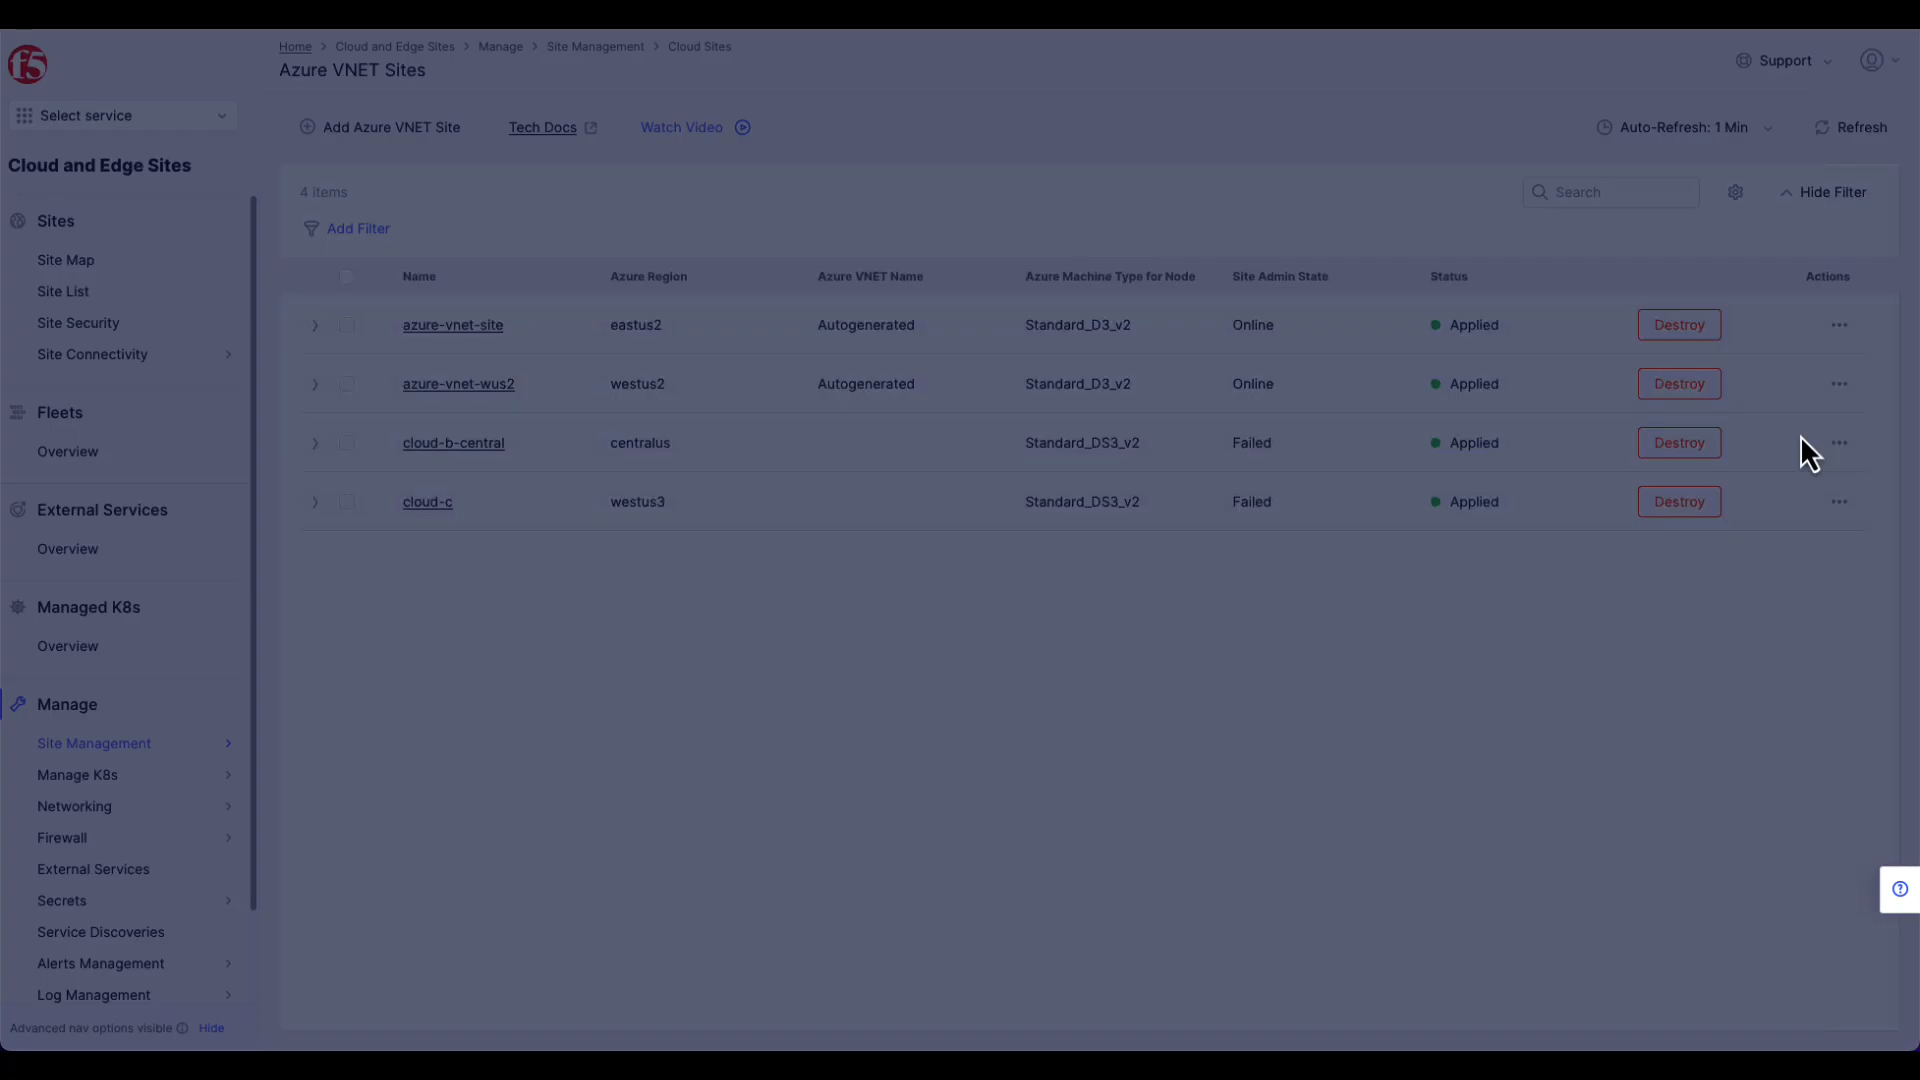 f5
Home > Cloud and Edge Sites > Manage > Site Management > Cloud Sites
Azure VNET Sites
Support
Select service
Add Azure VNET Site
Tech Docs
Watch Video
Auto-Refresh: 1 Min
Refresh
Cloud and Edge Sites
4 items
Search
Hide Filter
Add Filter
Name Azure Region Azure VNET Name Azure Machine Type for Node Site Admin State Status Actions
azure-vnet-site eastus2 Autogenerated Standard_D3_v2 Online Applied Destroy
azure-vnet-wus2 westus2 Autogenerated Standard_D3_v2 Online Applied Destroy
cloud-b-central centralus Standard_DS3_v2 Failed Applied Destroy
cloud-c westus3 Standard_DS3_v2 Failed Applied Destroy
Sites
Site Map
Site List
Site Security
Site Connectivity
Fleets
Overview
External Services
Overview
Managed K8s
Overview
Manage
Site Management
Manage K8s
Networking
Firewall
External Services
Secrets
Service Discoveries
Alerts Management
Log Management
Advanced nav options visible Hide